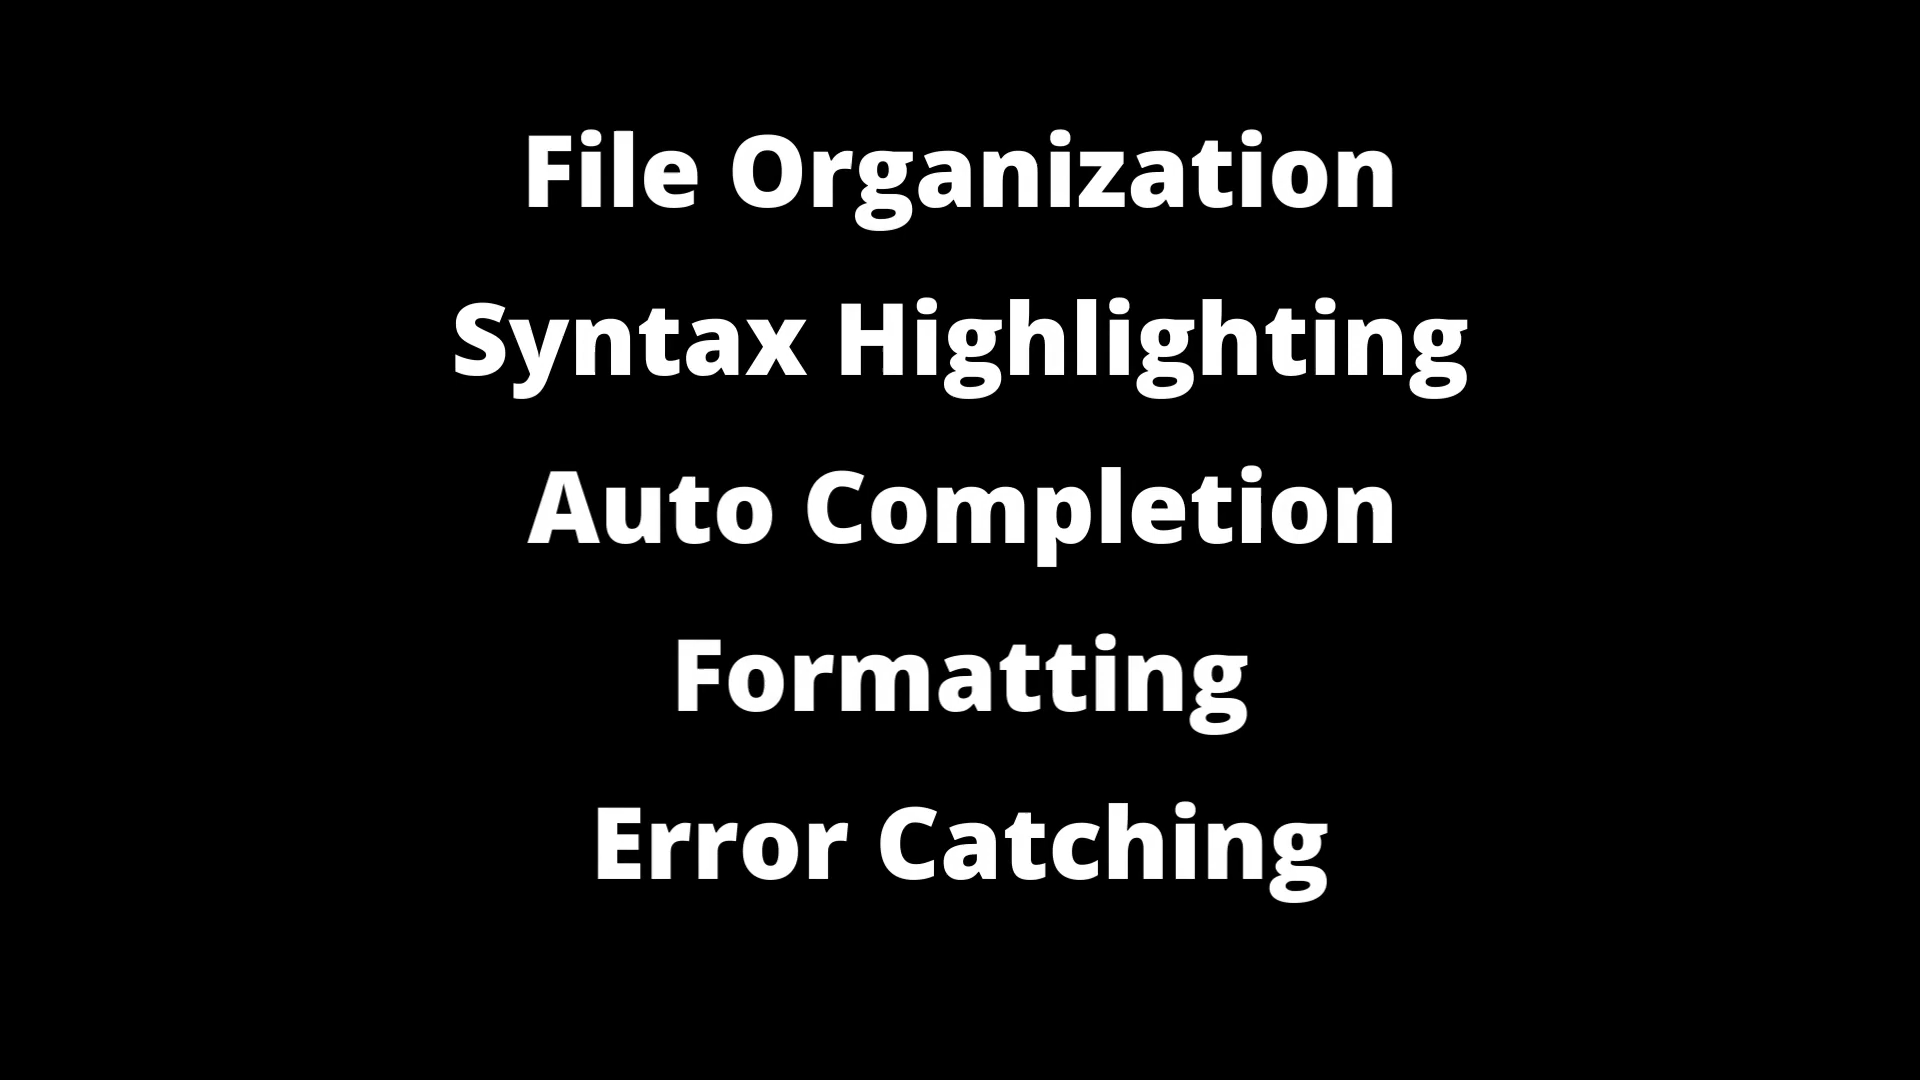 File Organization
Syntax Highlighting
Auto Completion
Formatting
Error Catching